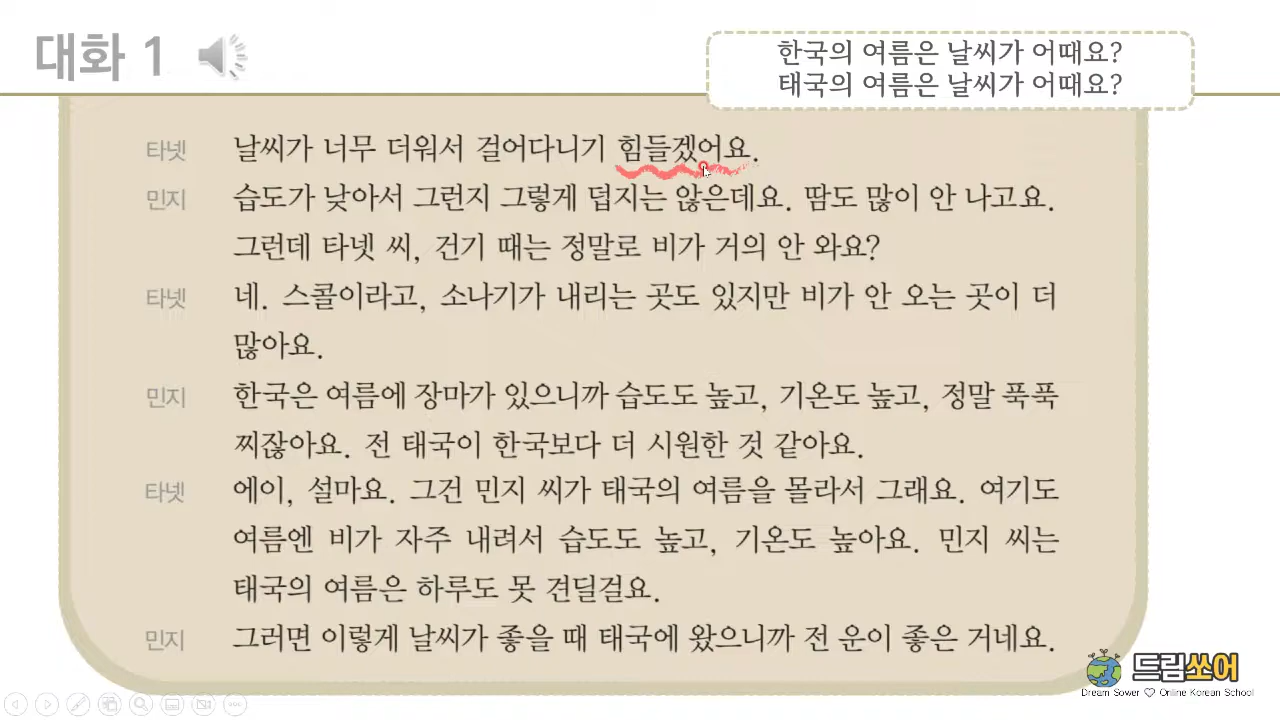 대화 1
한국의 여름은 날씨가 어때요?
태국의 여름은 날씨가 어때요?
타넷 날씨가 너무 더워서 걸어다니기 힘들겠어요.
민지 습도가 낮아서 그런지 그렇게 덥지는 않은데요. 땀도 많이 안 나고요.
그런데 타넷 씨, 건기 때는 정말로 비가 거의 안 와요?
타넷 네. 스콜이라고, 소나기가 내리는 곳도 있지만 비가 안 오는 곳이 더
많아요.
민지 한국은 여름에 장마가 있으니까 습도도 높고, 기온도 높고, 정말 푹푹
찌잖아요. 전 태국이 한국보다 더 시원한 것 같아요.
타넷 에이, 설마요. 그건 민지 씨가 태국의 여름을 몰라서 그래요. 여기도
여름엔 비가 자주 내려서 습도도 높고, 기온도 높아요. 민지 씨는
태국의 여름은 하루도 못 견딜걸요.
민지 그러면 이렇게 날씨가 좋을 때 태국에 왔으니까 전 운이 좋은 거네요.
드림쏘어
Dream Sower ♡ Online Korean School